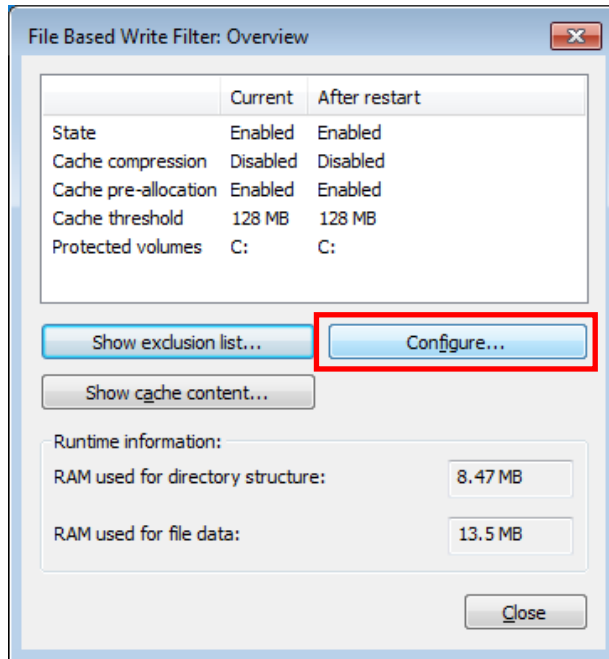 File Based Write Filter: Overview
Current After restart
State Enabled Enabled
Cache compression Disabled Disabled
Cache pre-allocation Enabled Enabled
Cache threshold 128 MB 128 MB
Protected volumes C: C:
Show exclusion list... Configure...
Show cache content...
Runtime information:
RAM used for directory structure: 8.47 MB
RAM used for file data: 13.5 MB
Close